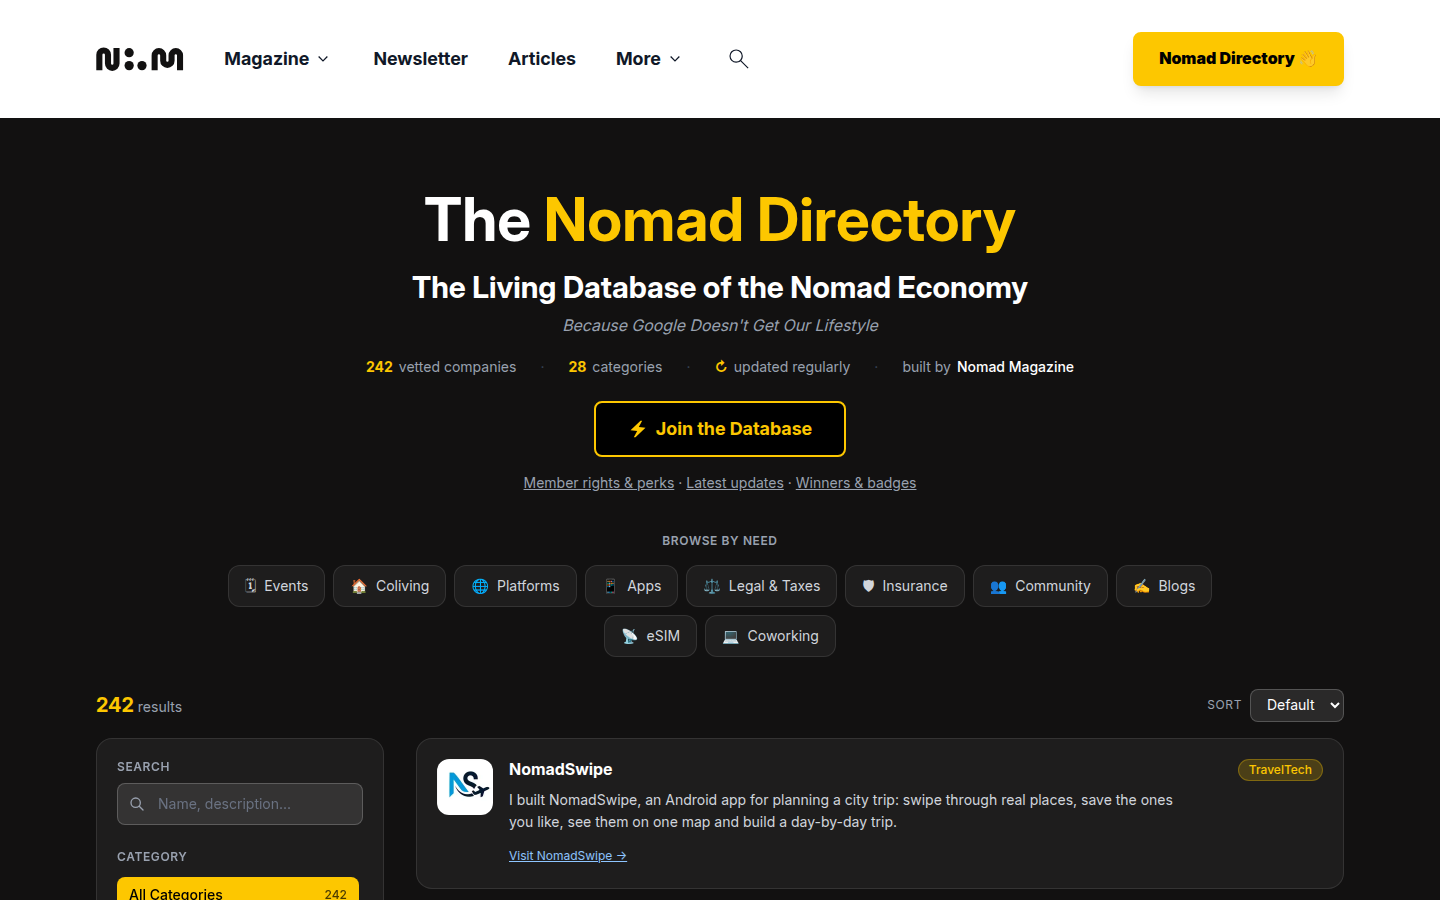 Magazine
Newsletter
Articles
More
Nomad Directory 👋
The Nomad Directory
The Living Database of the Nomad Economy
Because Google Doesn't Get Our Lifestyle
242 vetted companies · 28 categories · ↻ updated regularly · built by Nomad Magazine
⚡ Join the Database
Member rights & perks · Latest updates · Winners & badges
BROWSE BY NEED
Events
Coliving
Platforms
Apps
Legal & Taxes
Insurance
Community
Blogs
eSIM
Coworking
242 results
SORT
Default
SEARCH
Name, description...
CATEGORY
All Categories 242
NS
NomadSwipe
TravelTech
I built NomadSwipe, an Android app for planning a city trip: swipe through real places, save the ones
you like, see them on one map and build a day-by-day trip.
Visit NomadSwipe →